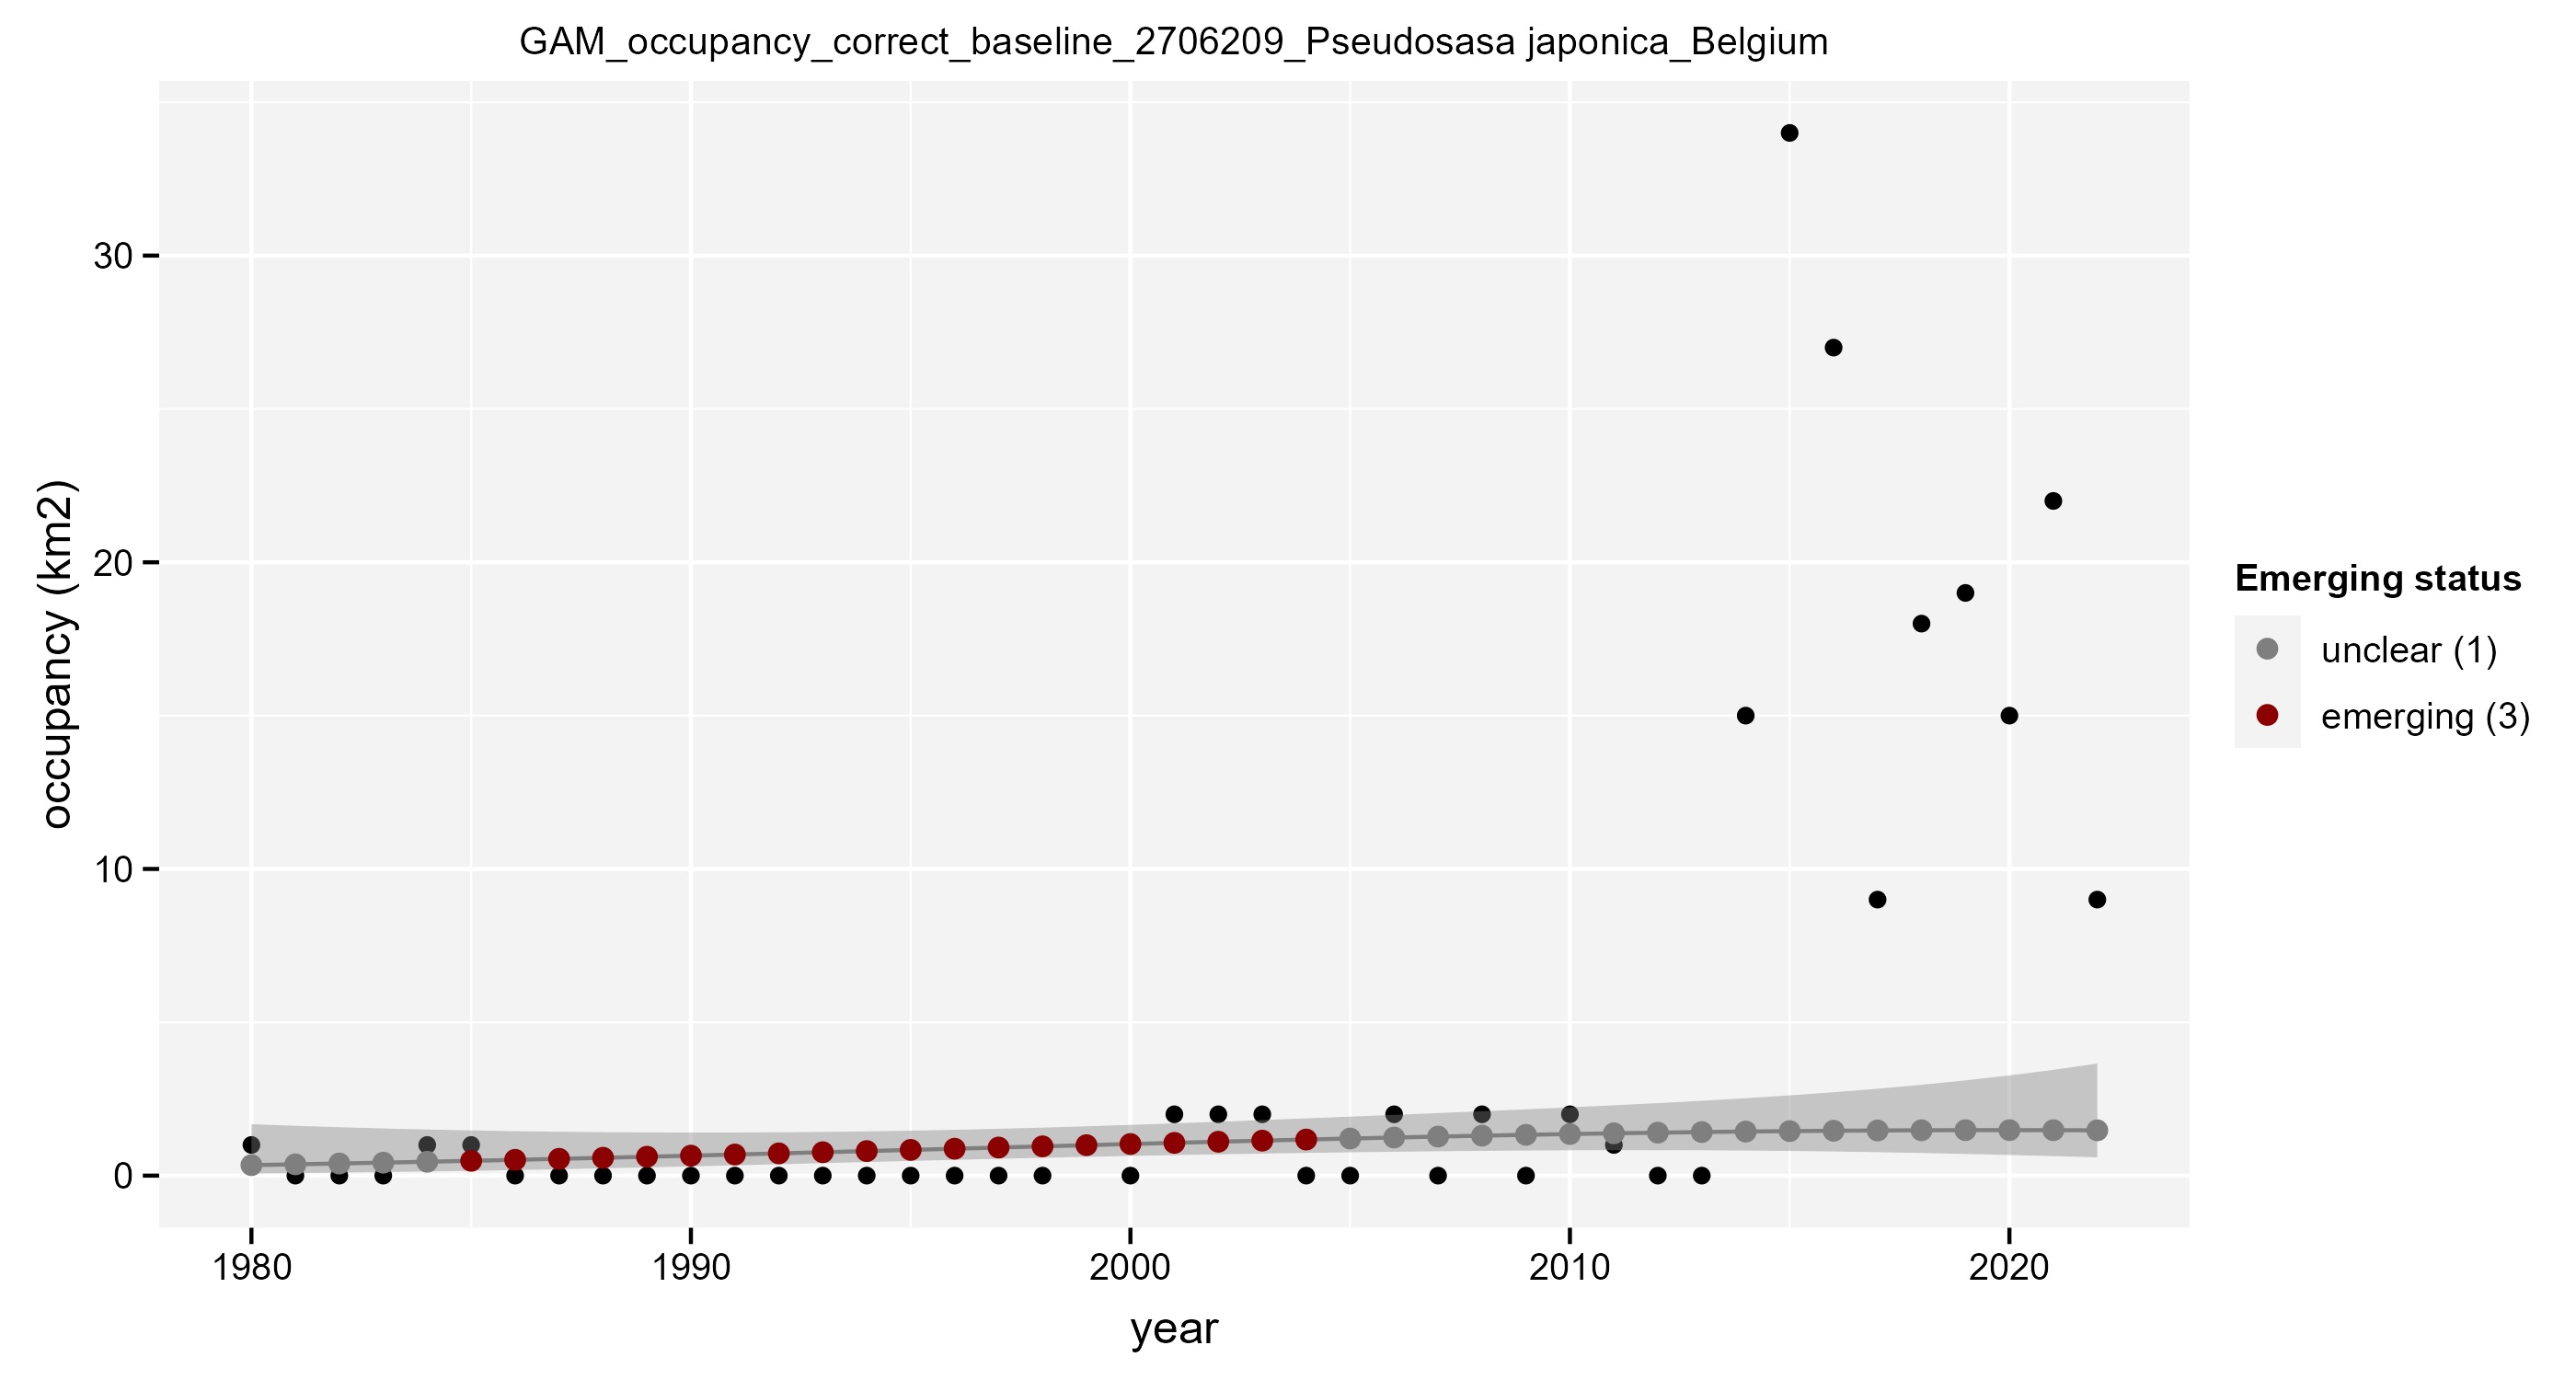 GAM_occupancy_correct_baseline_2706209_Pseudosasa japonica_Belgium
occupancy (km2)
30
20
10
0
1980 1990 2000 2010 2020
year
Emerging status
unclear (1)
emerging (3)